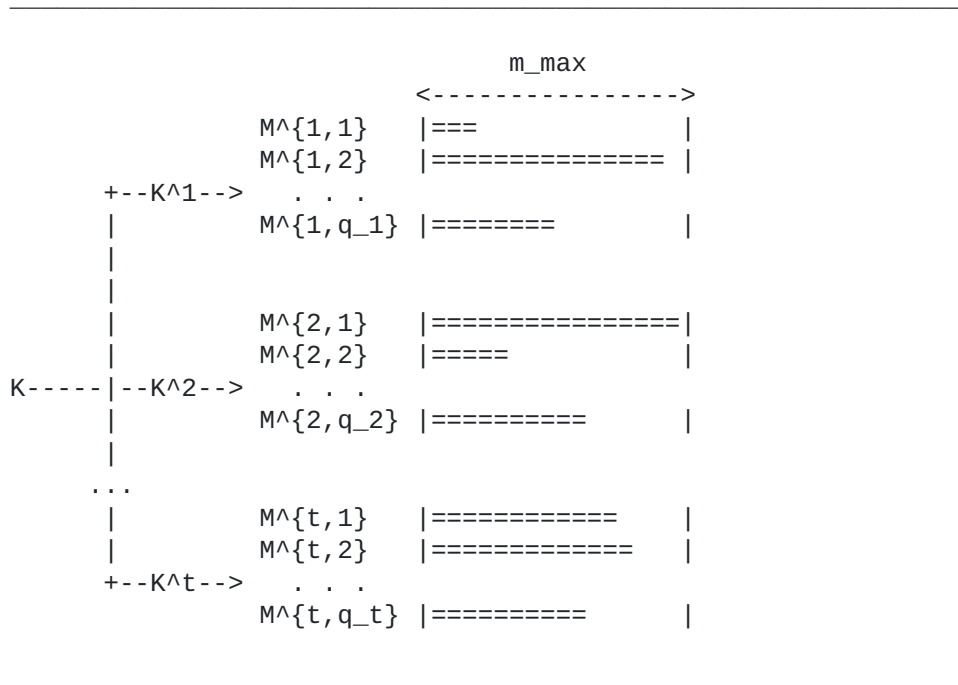 m_max
<---------------->
M^{1,1} |=== |
M^{1,2} |=============== |
+--K^1--> . . .
| M^{1,q_1} |======== |
|
|
| M^{2,1} |================|
| M^{2,2} |===== |
K-----|--K^2--> . . .
| M^{2,q_2} |========== |
|
...
| M^{t,1} |============ |
| M^{t,2} |============= |
+--K^t--> . . .
M^{t,q_t} |========== |